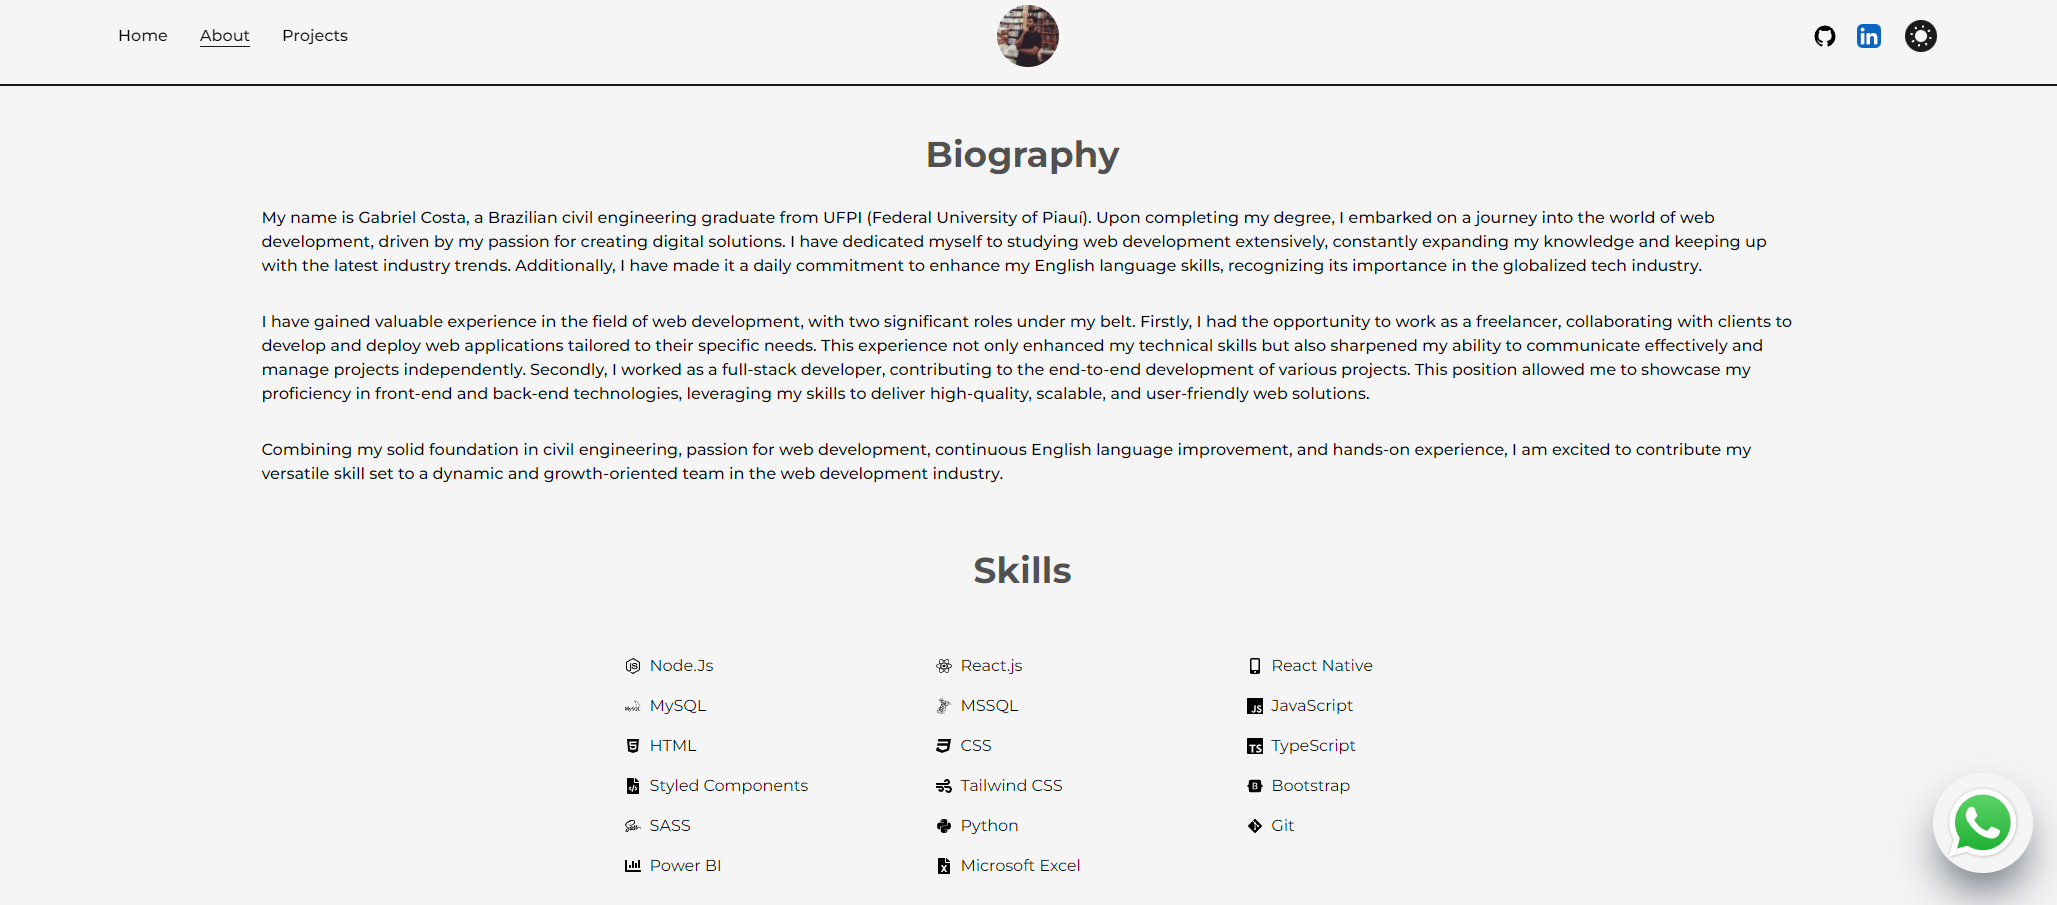 Home About Projects
in
Biography
My name is Gabriel Costa, a Brazilian civil engineering graduate from UFPI (Federal University of Piauí). Upon completing my degree, I embarked on a journey into the world of web
development, driven by my passion for creating digital solutions. I have dedicated myself to studying web development extensively, constantly expanding my knowledge and keeping up
with the latest industry trends. Additionally, I have made it a daily commitment to enhance my English language skills, recognizing its importance in the globalized tech industry.
I have gained valuable experience in the field of web development, with two significant roles under my belt. Firstly, I had the opportunity to work as a freelancer, collaborating with clients to
develop and deploy web applications tailored to their specific needs. This experience not only enhanced my technical skills but also sharpened my ability to communicate effectively and
manage projects independently. Secondly, I worked as a full-stack developer, contributing to the end-to-end development of various projects. This position allowed me to showcase my
proficiency in front-end and back-end technologies, leveraging my skills to deliver high-quality, scalable, and user-friendly web solutions.
Combining my solid foundation in civil engineering, passion for web development, continuous English language improvement, and hands-on experience, I am excited to contribute my
versatile skill set to a dynamic and growth-oriented team in the web development industry.
Skills
JS Node.Js React.js React Native
MySQL MySQL MSSQL JS JavaScript
5 HTML 3 CSS TS TypeScript
Styled Components Tailwind CSS B Bootstrap
Sass SASS Python Git
Power BI X Microsoft Excel